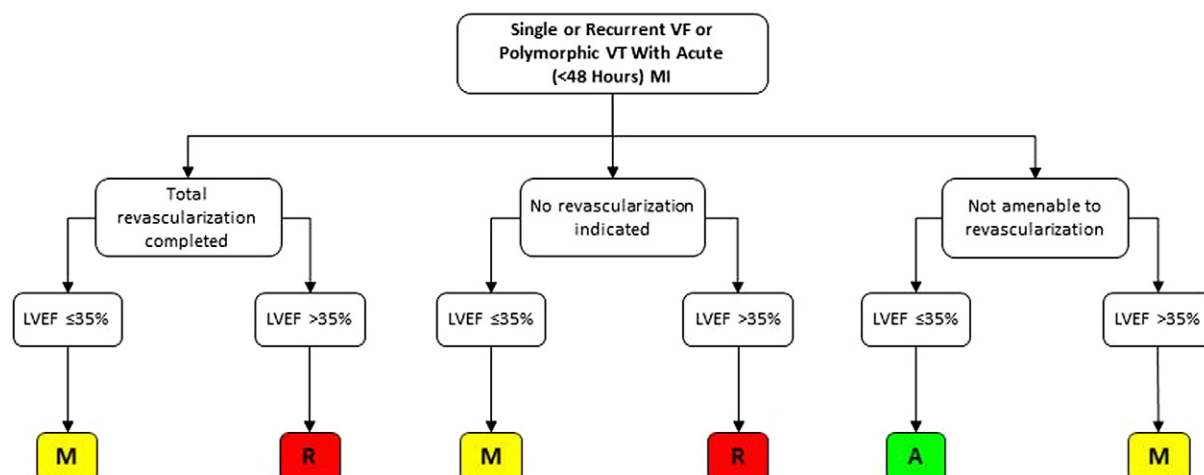 Single or Recurrent VF or
Polymorphic VT With Acute
(<48 Hours) MI
Total
revascularization
completed
No revascularization
indicated
Not amenable to
revascularization
LVEF ≤35%
LVEF >35%
LVEF ≤35%
LVEF >35%
LVEF ≤35%
LVEF >35%
M
R
M
R
A
M